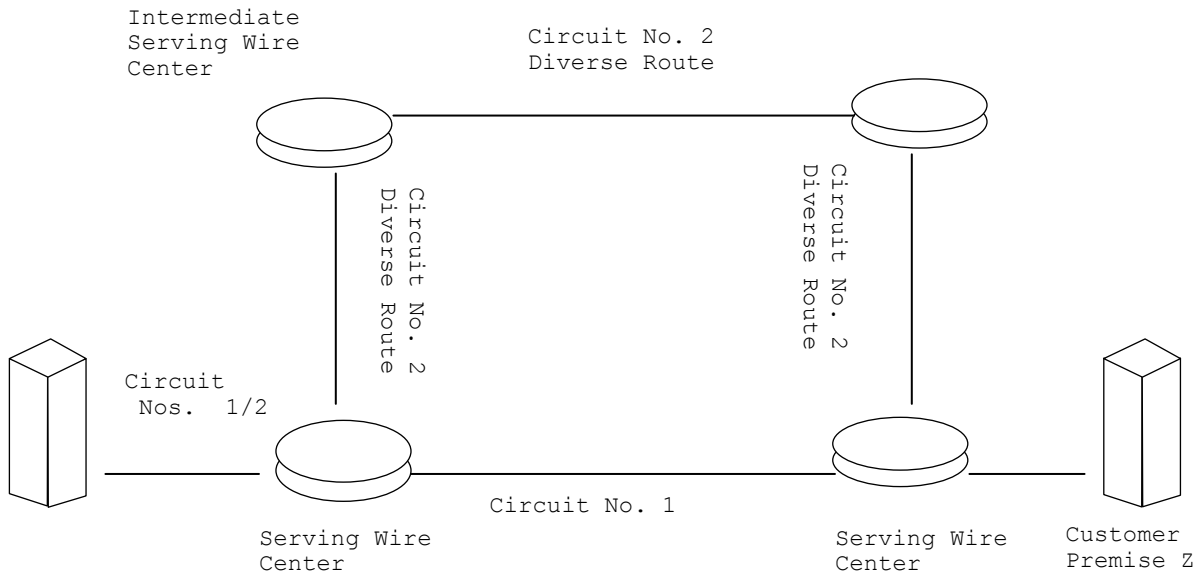 Intermediate
Serving Wire
Center
Circuit No. 2
Diverse Route
Circuit No. 2
Diverse Route
Circuit No. 2
Diverse Route
Circuit
Nos. 1/2
Circuit No. 1
Serving Wire
Center
Serving Wire
Center
Customer
Premise Z